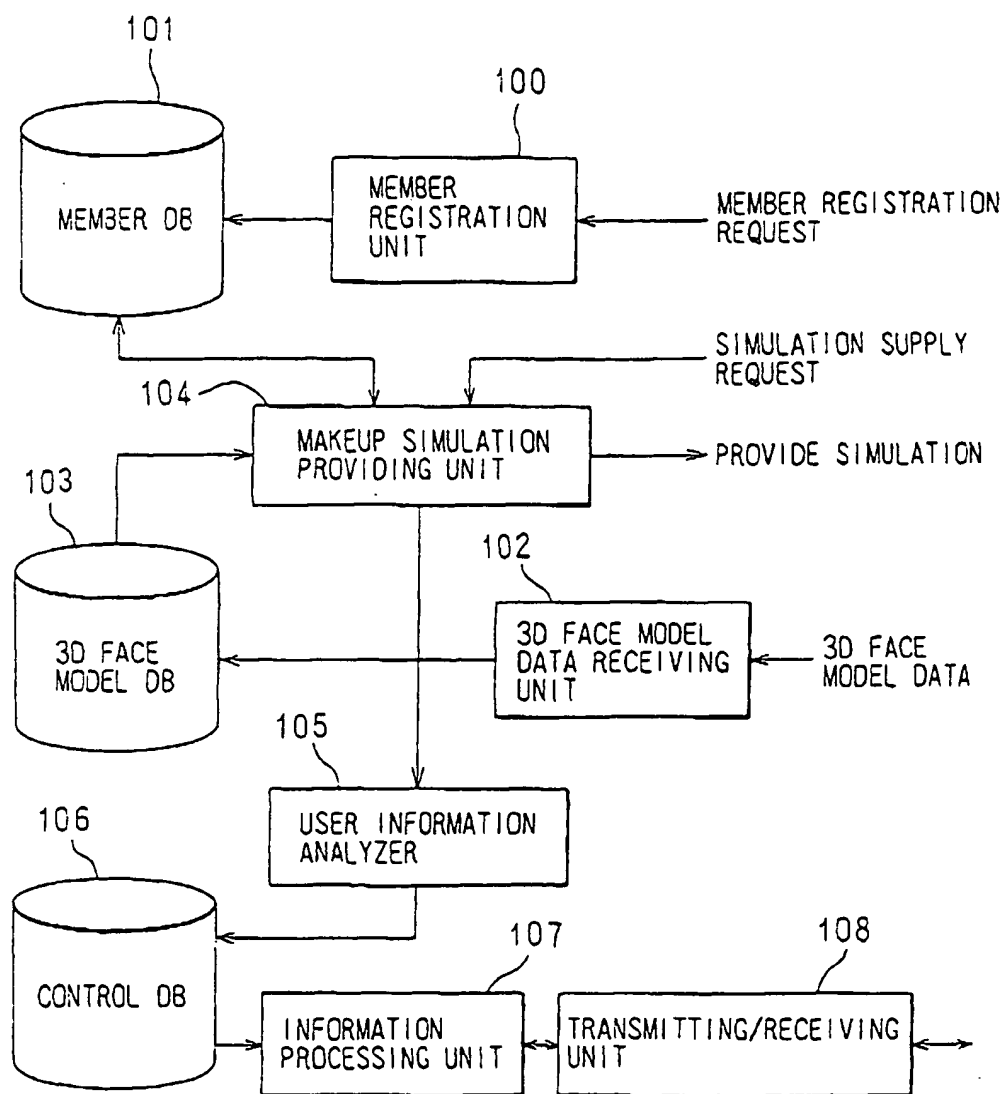 101
100
MEMBER DB
MEMBER
REGISTRATION
UNIT
MEMBER REGISTRATION
REQUEST
SIMULATION SUPPLY
REQUEST
104
MAKEUP SIMULATION
PROVIDING UNIT
PROVIDE SIMULATION
103
102
3D FACE
MODEL DB
3D FACE MODEL
DATA RECEIVING
UNIT
3D FACE
MODEL DATA
105
USER INFORMATION
ANALYZER
106
107
108
CONTROL DB
INFORMATION
PROCESSING UNIT
TRANSMITTING/RECEIVING
UNIT